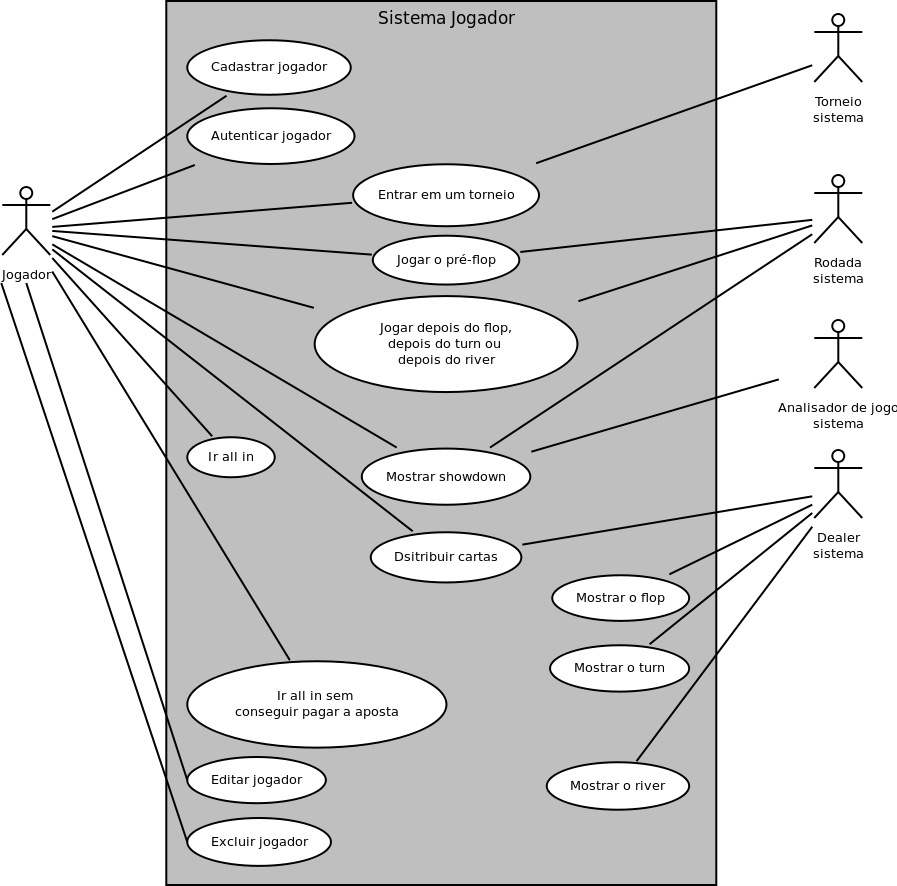 Sistema Jogador
Cadastrar jogador
Autenticar jogador
Entrar em um torneio
Jogar o pré-flop
Jogar depois do flop,
depois do turn ou
depois do river
Ir all in
Mostrar showdown
Dsitribuir cartas
Mostrar o flop
Mostrar o turn
Ir all in sem
conseguir pagar a aposta
Editar jogador
Mostrar o river
Excluir jogador
Jogador
Torneio
sistema
Rodada
sistema
Analisador de jogo
sistema
Dealer
sistema